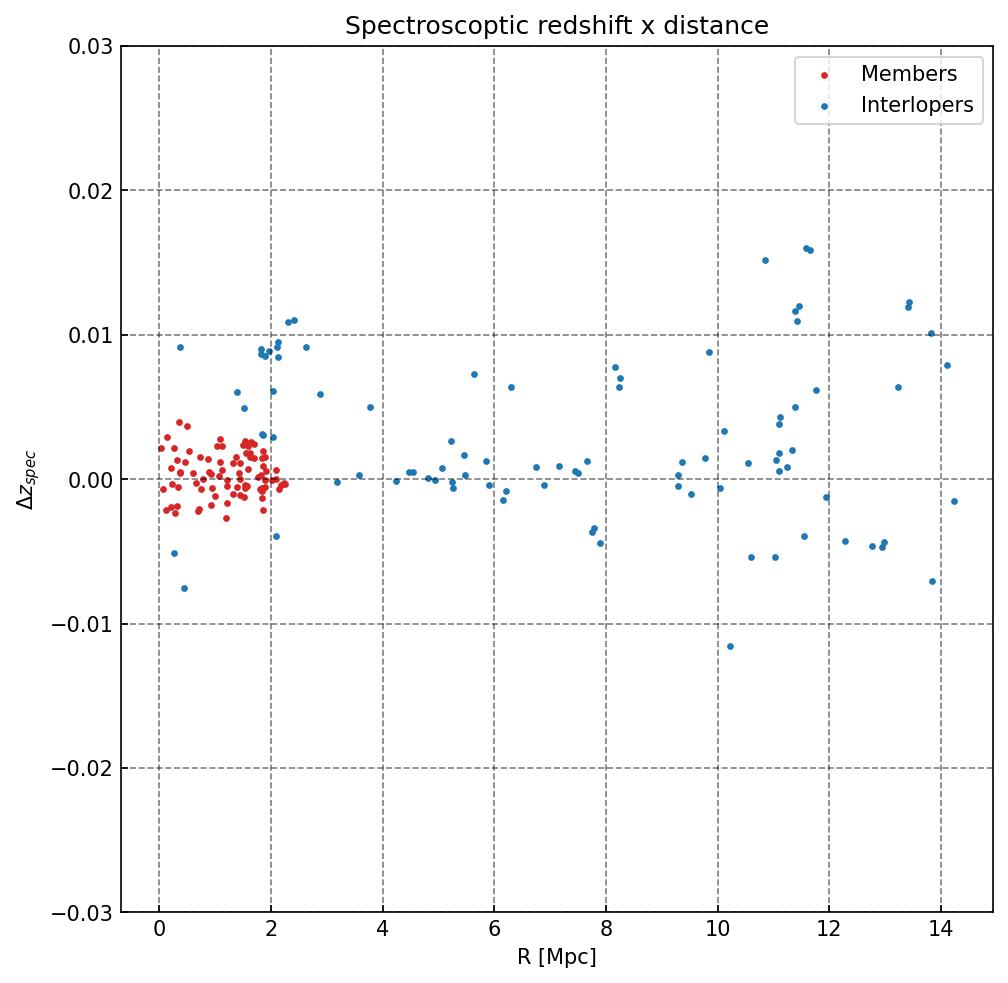 Spectroscoptic redshift x distance
0.03
0.02
0.01
0.00
−0.01
−0.02
−0.03
Δz_spec
Members
Interlopers
0 2 4 6 8 10 12 14
R [Mpc]